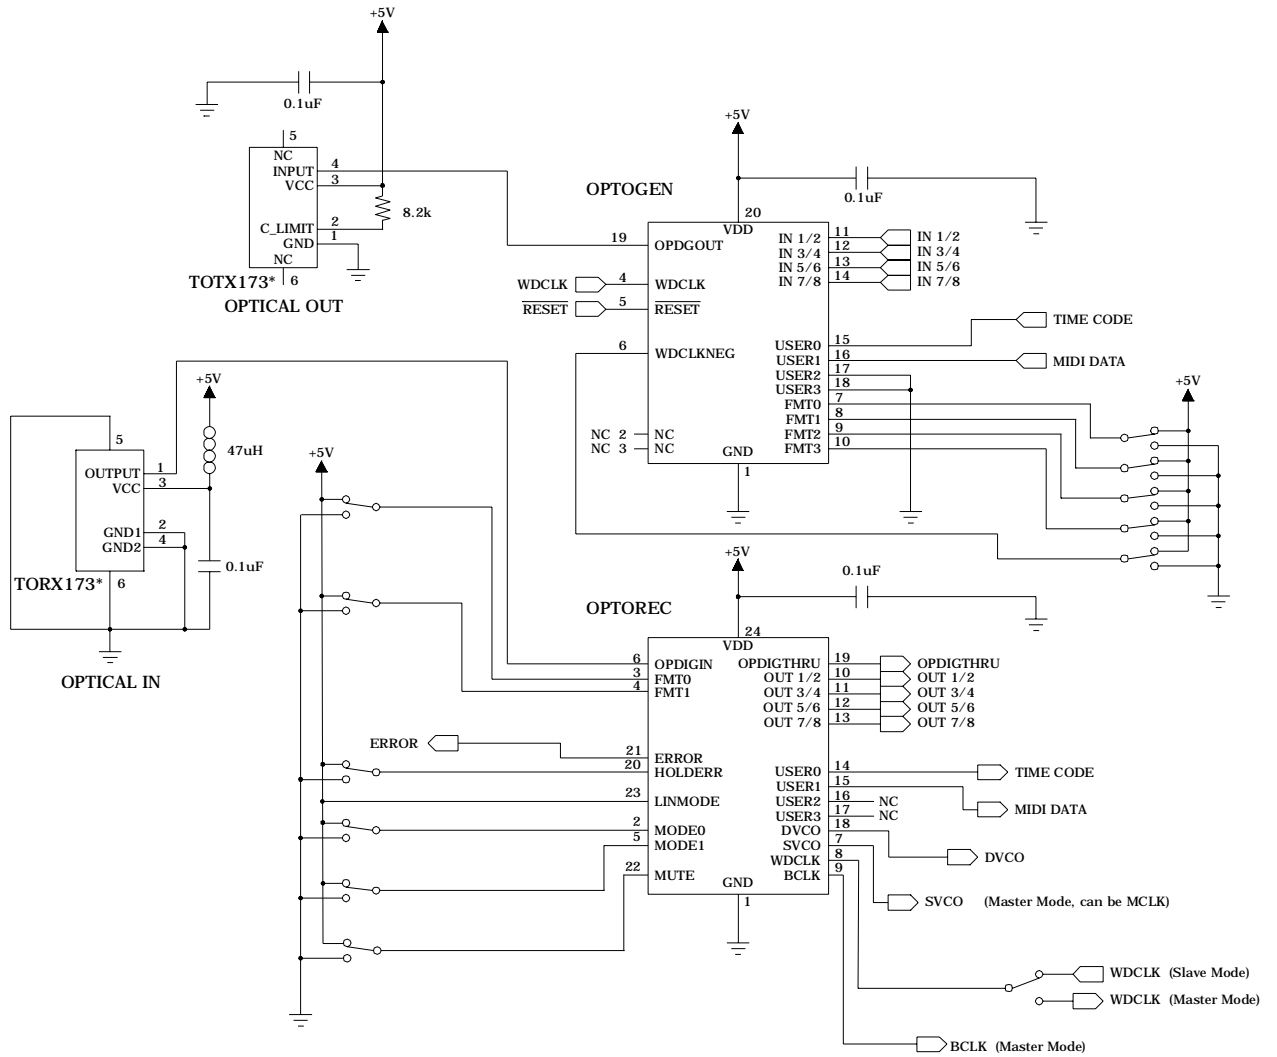 +5V
0.1uF
5
NC
INPUT 4
VCC 3
8.2k
C_LIMIT 2
GND 1
NC
6
TOTX173*
OPTICAL OUT
+5V
0.1uF
OPTOGEN
20
VDD
19 OPDGOUT
WDCLK 4 WDCLK
RESET 5 RESET
6 WDCLKNEG
NC 2 NC
NC 3 NC
GND
1
IN 1/2 11 IN 1/2
IN 3/4 12 IN 3/4
IN 5/6 13 IN 5/6
IN 7/8 14 IN 7/8
USER0 15 TIME CODE
USER1 16 MIDI DATA
USER2 17
USER3 18
FMT0 7
FMT1 8
FMT2 9
FMT3 10
+5V
+5V
47uH
5
OUTPUT 1
VCC 3
GND1 2
GND2 4
0.1uF
TORX173* 6
OPTICAL IN
+5V
+5V
0.1uF
OPTOREC
24
VDD
6 OPDIGIN
3 FMT0
4 FMT1
ERROR 21 ERROR
20 HOLDERR
23 LINMODE
2 MODE0
5 MODE1
22 MUTE
GND
1
OPDIGTHRU 19 OPDIGTHRU
OUT 1/2 10 OUT 1/2
OUT 3/4 11 OUT 3/4
OUT 5/6 12 OUT 5/6
OUT 7/8 13 OUT 7/8
USER0 14 TIME CODE
USER1 15 MIDI DATA
USER2 16 NC
USER3 17 NC
DVCO 18 DVCO
SVCO 7 SVCO (Master Mode, can be MCLK)
WDCLK 8
BCLK 9
WDCLK (Slave Mode)
WDCLK (Master Mode)
BCLK (Master Mode)